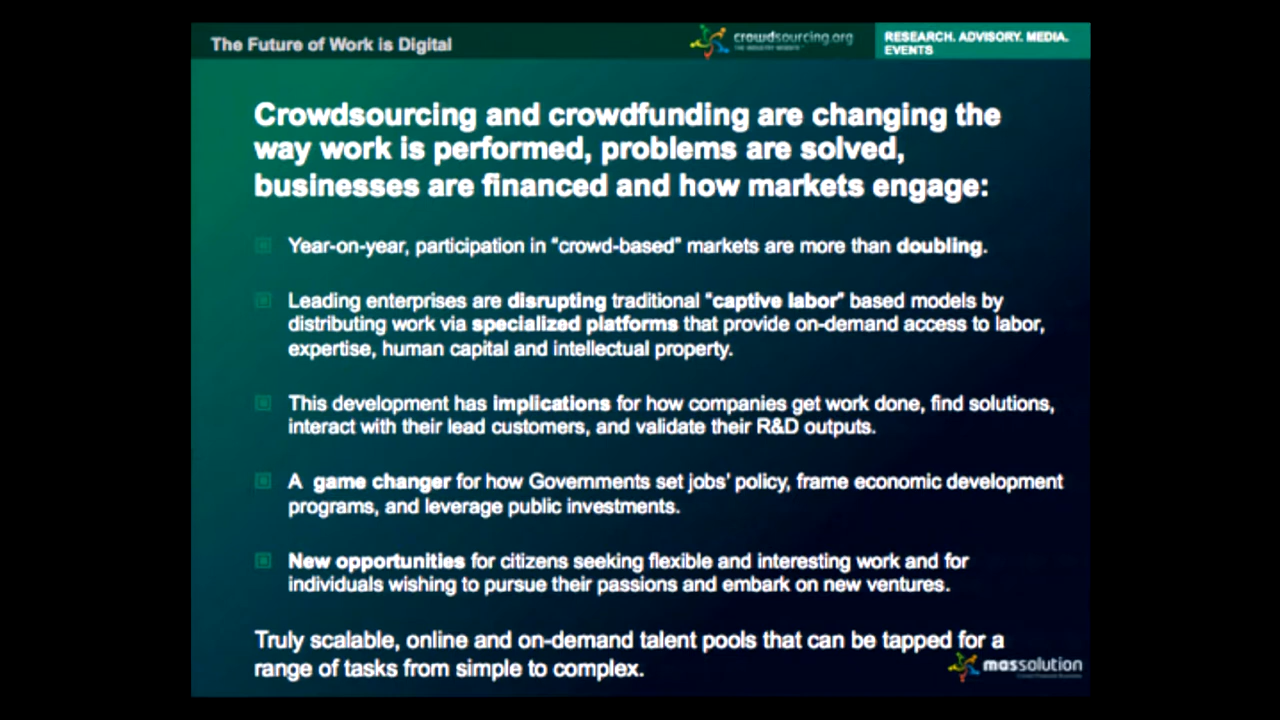 The Future of Work is Digital
crowdsourcing.org
THE INDUSTRY WEBSITE
RESEARCH. ADVISORY. MEDIA.
EVENTS
Crowdsourcing and crowdfunding are changing the
way work is performed, problems are solved,
businesses are financed and how markets engage:
Year-on-year, participation in "crowd-based" markets are more than doubling.
Leading enterprises are disrupting traditional "captive labor" based models by
distributing work via specialized platforms that provide on-demand access to labor,
expertise, human capital and intellectual property.
This development has implications for how companies get work done, find solutions,
interact with their lead customers, and validate their R&D outputs.
A game changer for how Governments set jobs' policy, frame economic development
programs, and leverage public investments.
New opportunities for citizens seeking flexible and interesting work and for
individuals wishing to pursue their passions and embark on new ventures.
Truly scalable, online and on-demand talent pools that can be tapped for a
range of tasks from simple to complex.
massolution